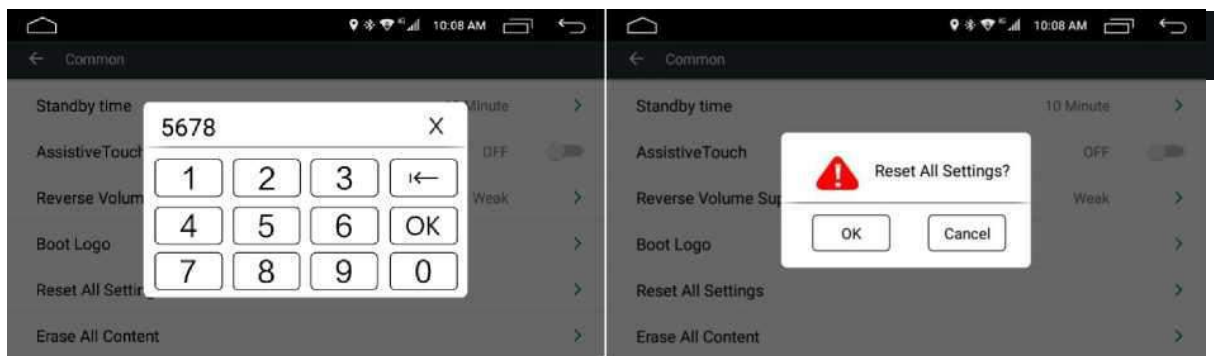 10:08 AM
Common
Standby time
Minute
5678 X
AssistiveTouch
OFF
1 2 3
Reverse Volum
Weak
4 5 6 OK
Boot Logo
7 8 9 0
Reset All Setting
Erase All Content
10:08 AM
Common
Standby time 10 Minute
AssistiveTouch OFF
Reset All Settings?
Reverse Volume Sup
Weak
OK Cancel
Boot Logo
Reset All Settings
Erase All Content